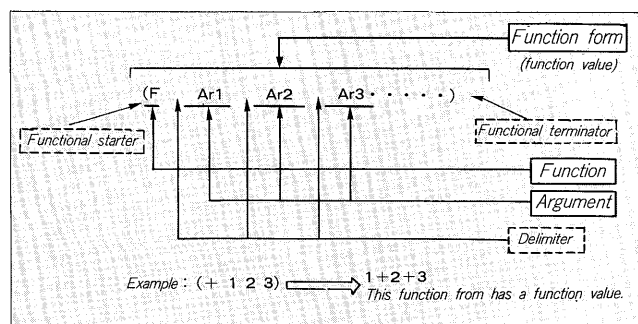 Function form
(function value)
(F Ar1 Ar2 Ar3 · · · · · )
Functional starter
Functional terminator
Function
Argument
Delimiter
Example : (+ 1 2 3) 1+2+3
This function from has a function value.